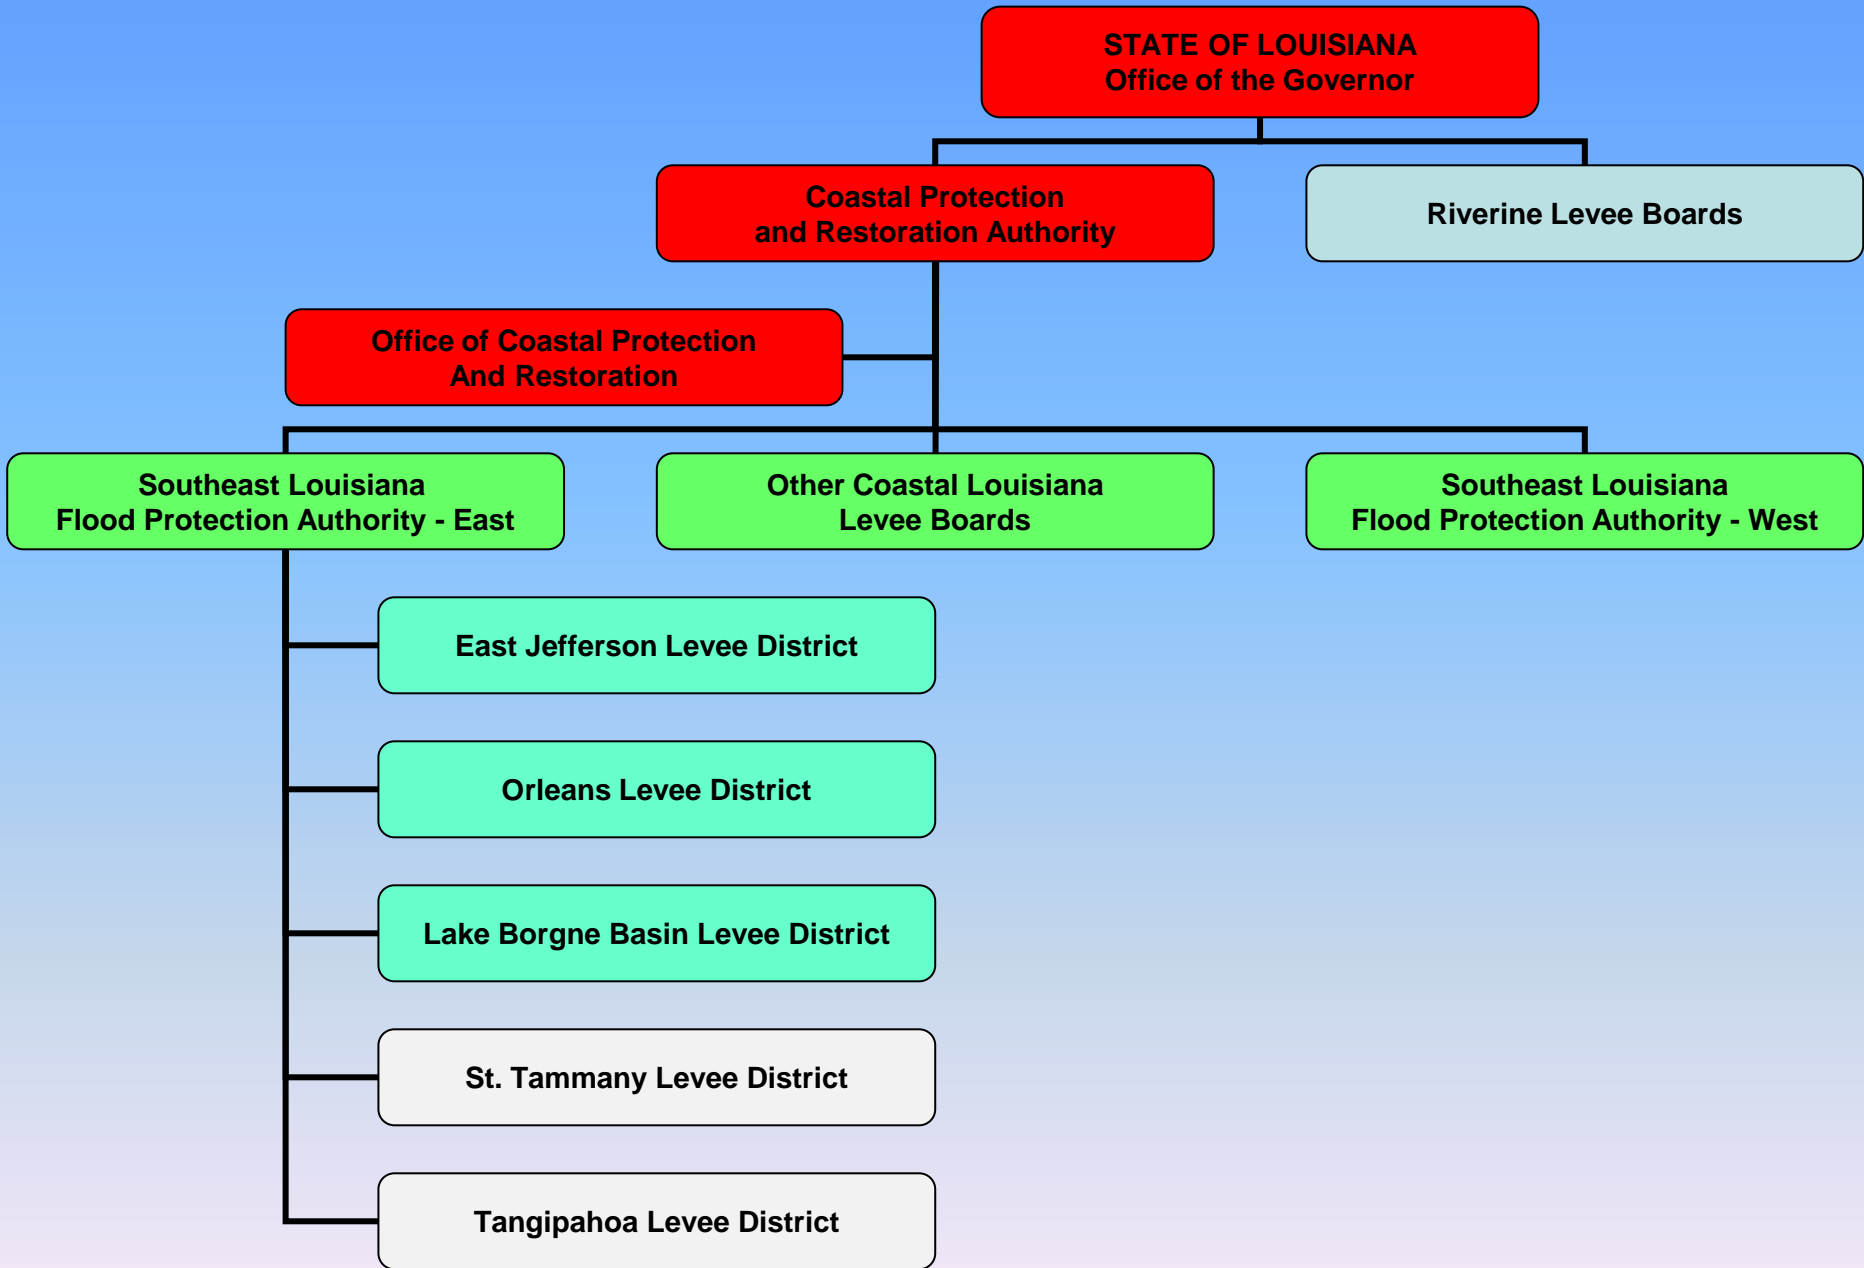 STATE OF LOUISIANA
Office of the Governor
Coastal Protection
and Restoration Authority
Riverine Levee Boards
Office of Coastal Protection
And Restoration
Southeast Louisiana
Flood Protection Authority - East
Other Coastal Louisiana
Levee Boards
Southeast Louisiana
Flood Protection Authority - West
East Jefferson Levee District
Orleans Levee District
Lake Borgne Basin Levee District
St. Tammany Levee District
Tangipahoa Levee District